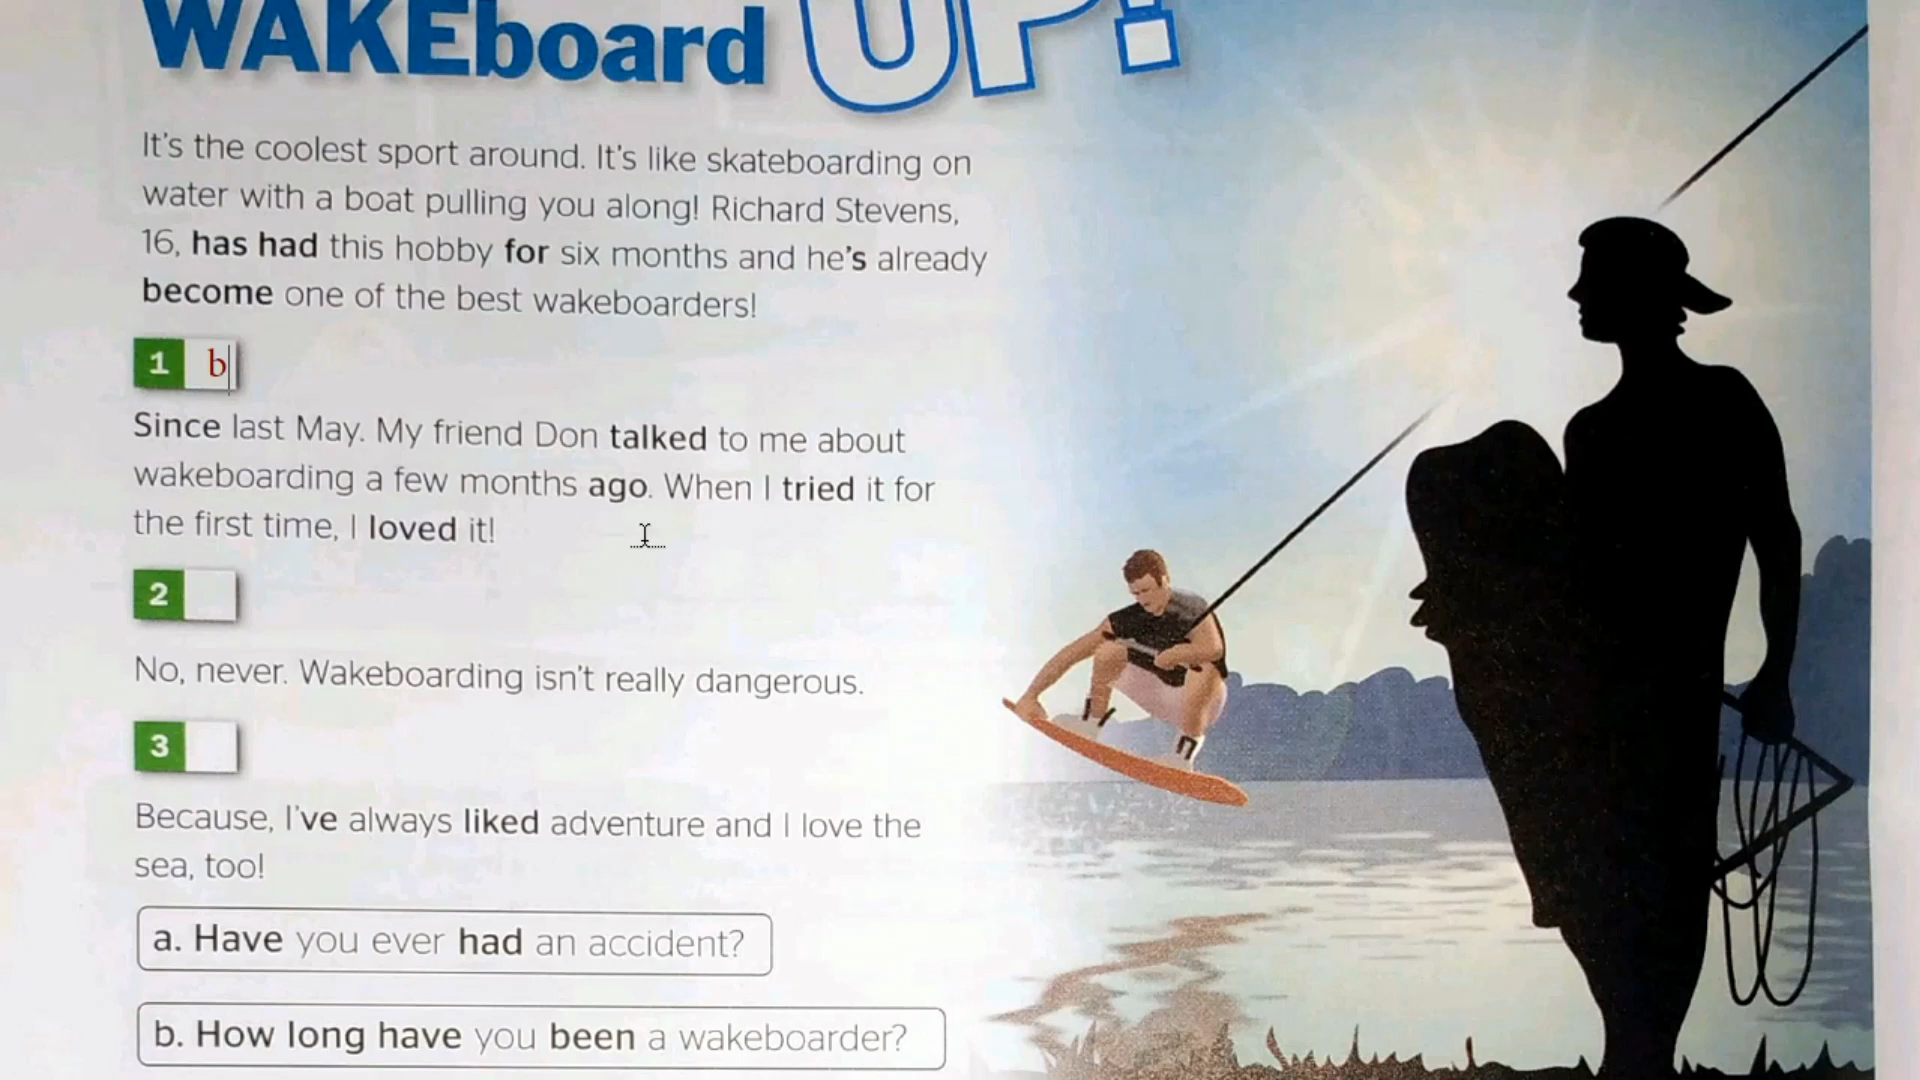 WAKEboard UP!
It's the coolest sport around. It's like skateboarding on
water with a boat pulling you along! Richard Stevens,
16, has had this hobby for six months and he's already
become one of the best wakeboarders!
1 b
Since last May. My friend Don talked to me about
wakeboarding a few months ago. When I tried it for
the first time, I loved it!
2
No, never. Wakeboarding isn't really dangerous.
3
Because, I've always liked adventure and I love the
sea, too!
a. Have you ever had an accident?
b. How long have you been a wakeboarder?